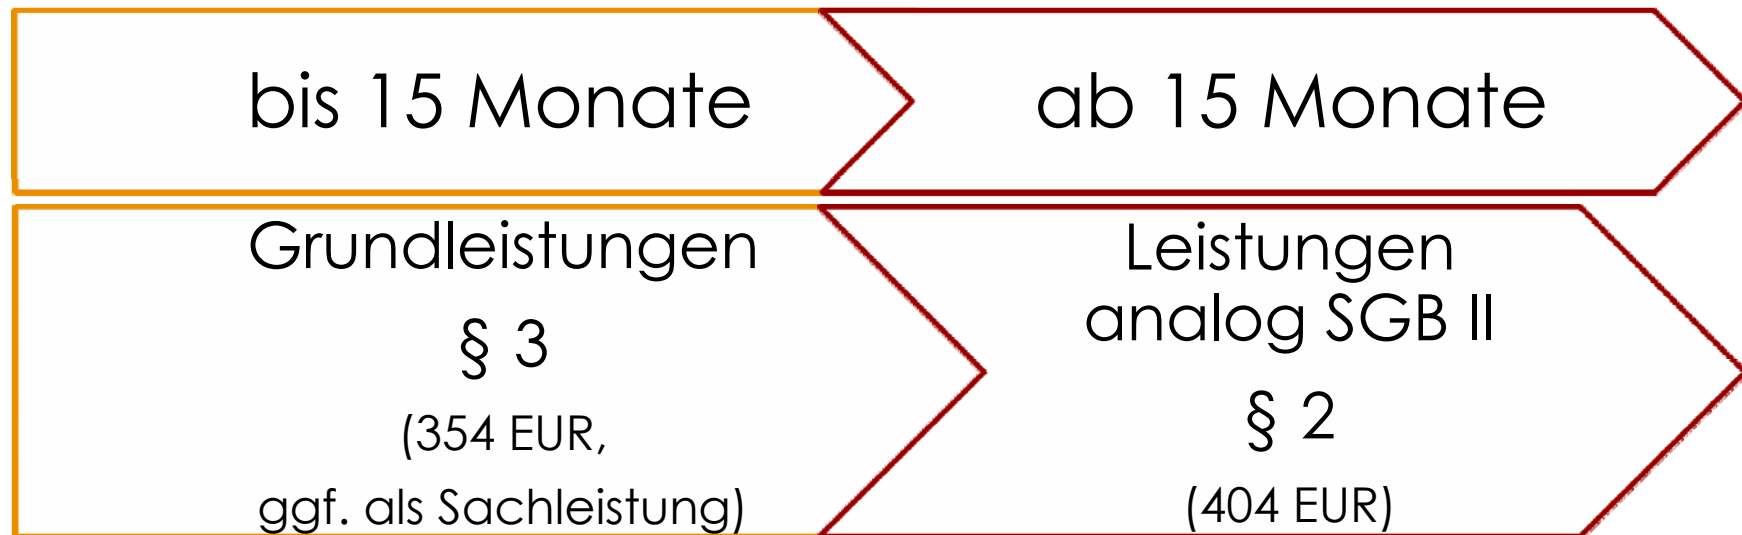 bis 15 Monate
ab 15 Monate
Grundleistungen
§ 3
(354 EUR,
ggf. als Sachleistung)
Leistungen
analog SGB II
§ 2
(404 EUR)